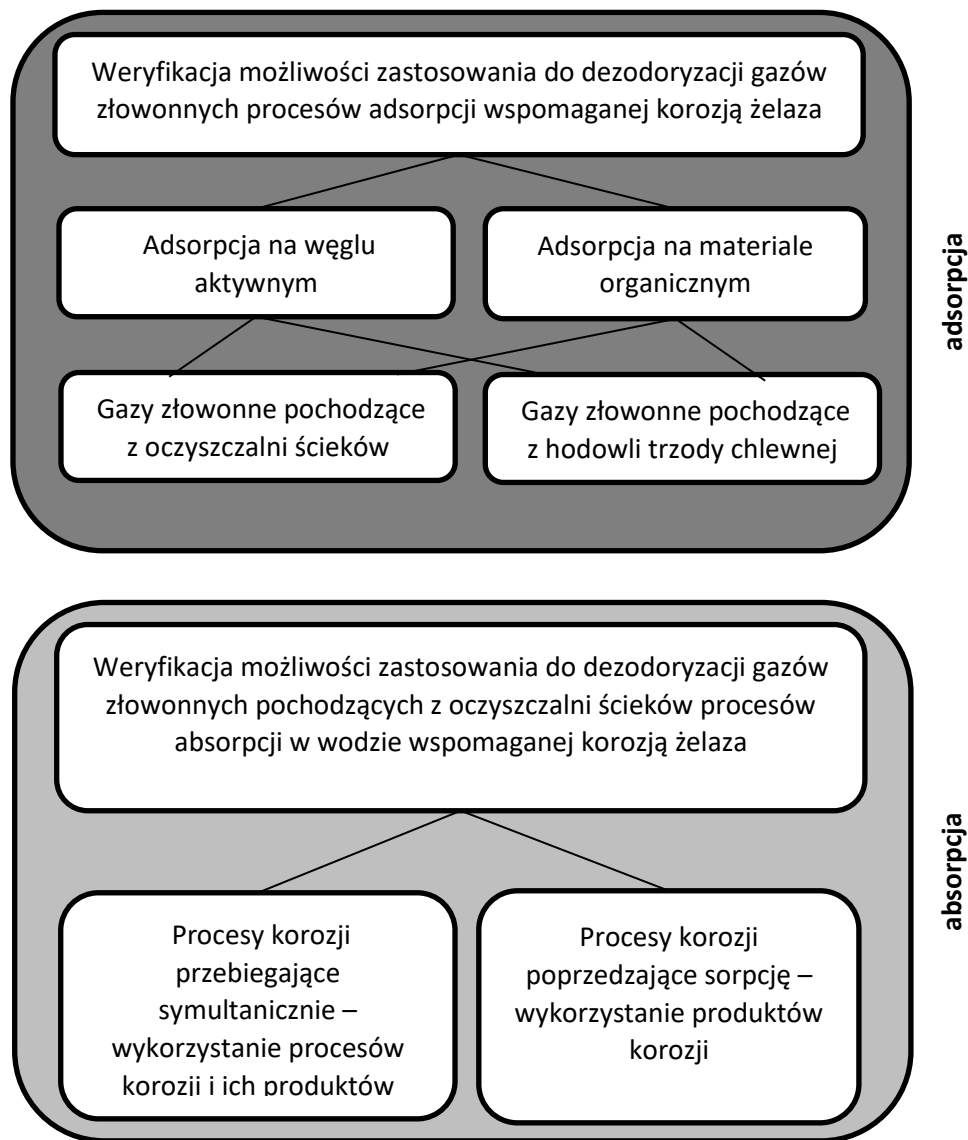 Weryfikacja możliwości zastosowania do dezodoryzacji gazów
złowonnych procesów adsorpcji wspomaganej korozją żelaza
Adsorpcja na węglu
aktywnym
Adsorpcja na materiale
organicznym
Gazy złowonne pochodzące
z oczyszczalni ścieków
Gazy złowonne pochodzące
z hodowli trzody chlewnej
adsorpcja
Weryfikacja możliwości zastosowania do dezodoryzacji gazów
złowonnych pochodzących z oczyszczalni ścieków procesów
absorpcji w wodzie wspomaganej korozją żelaza
Procesy korozji
przebiegające
symultanicznie –
wykorzystanie procesów
korozji i ich produktów
Procesy korozji
poprzedzające sorpcję –
wykorzystanie produktów
korozji
absorpcja